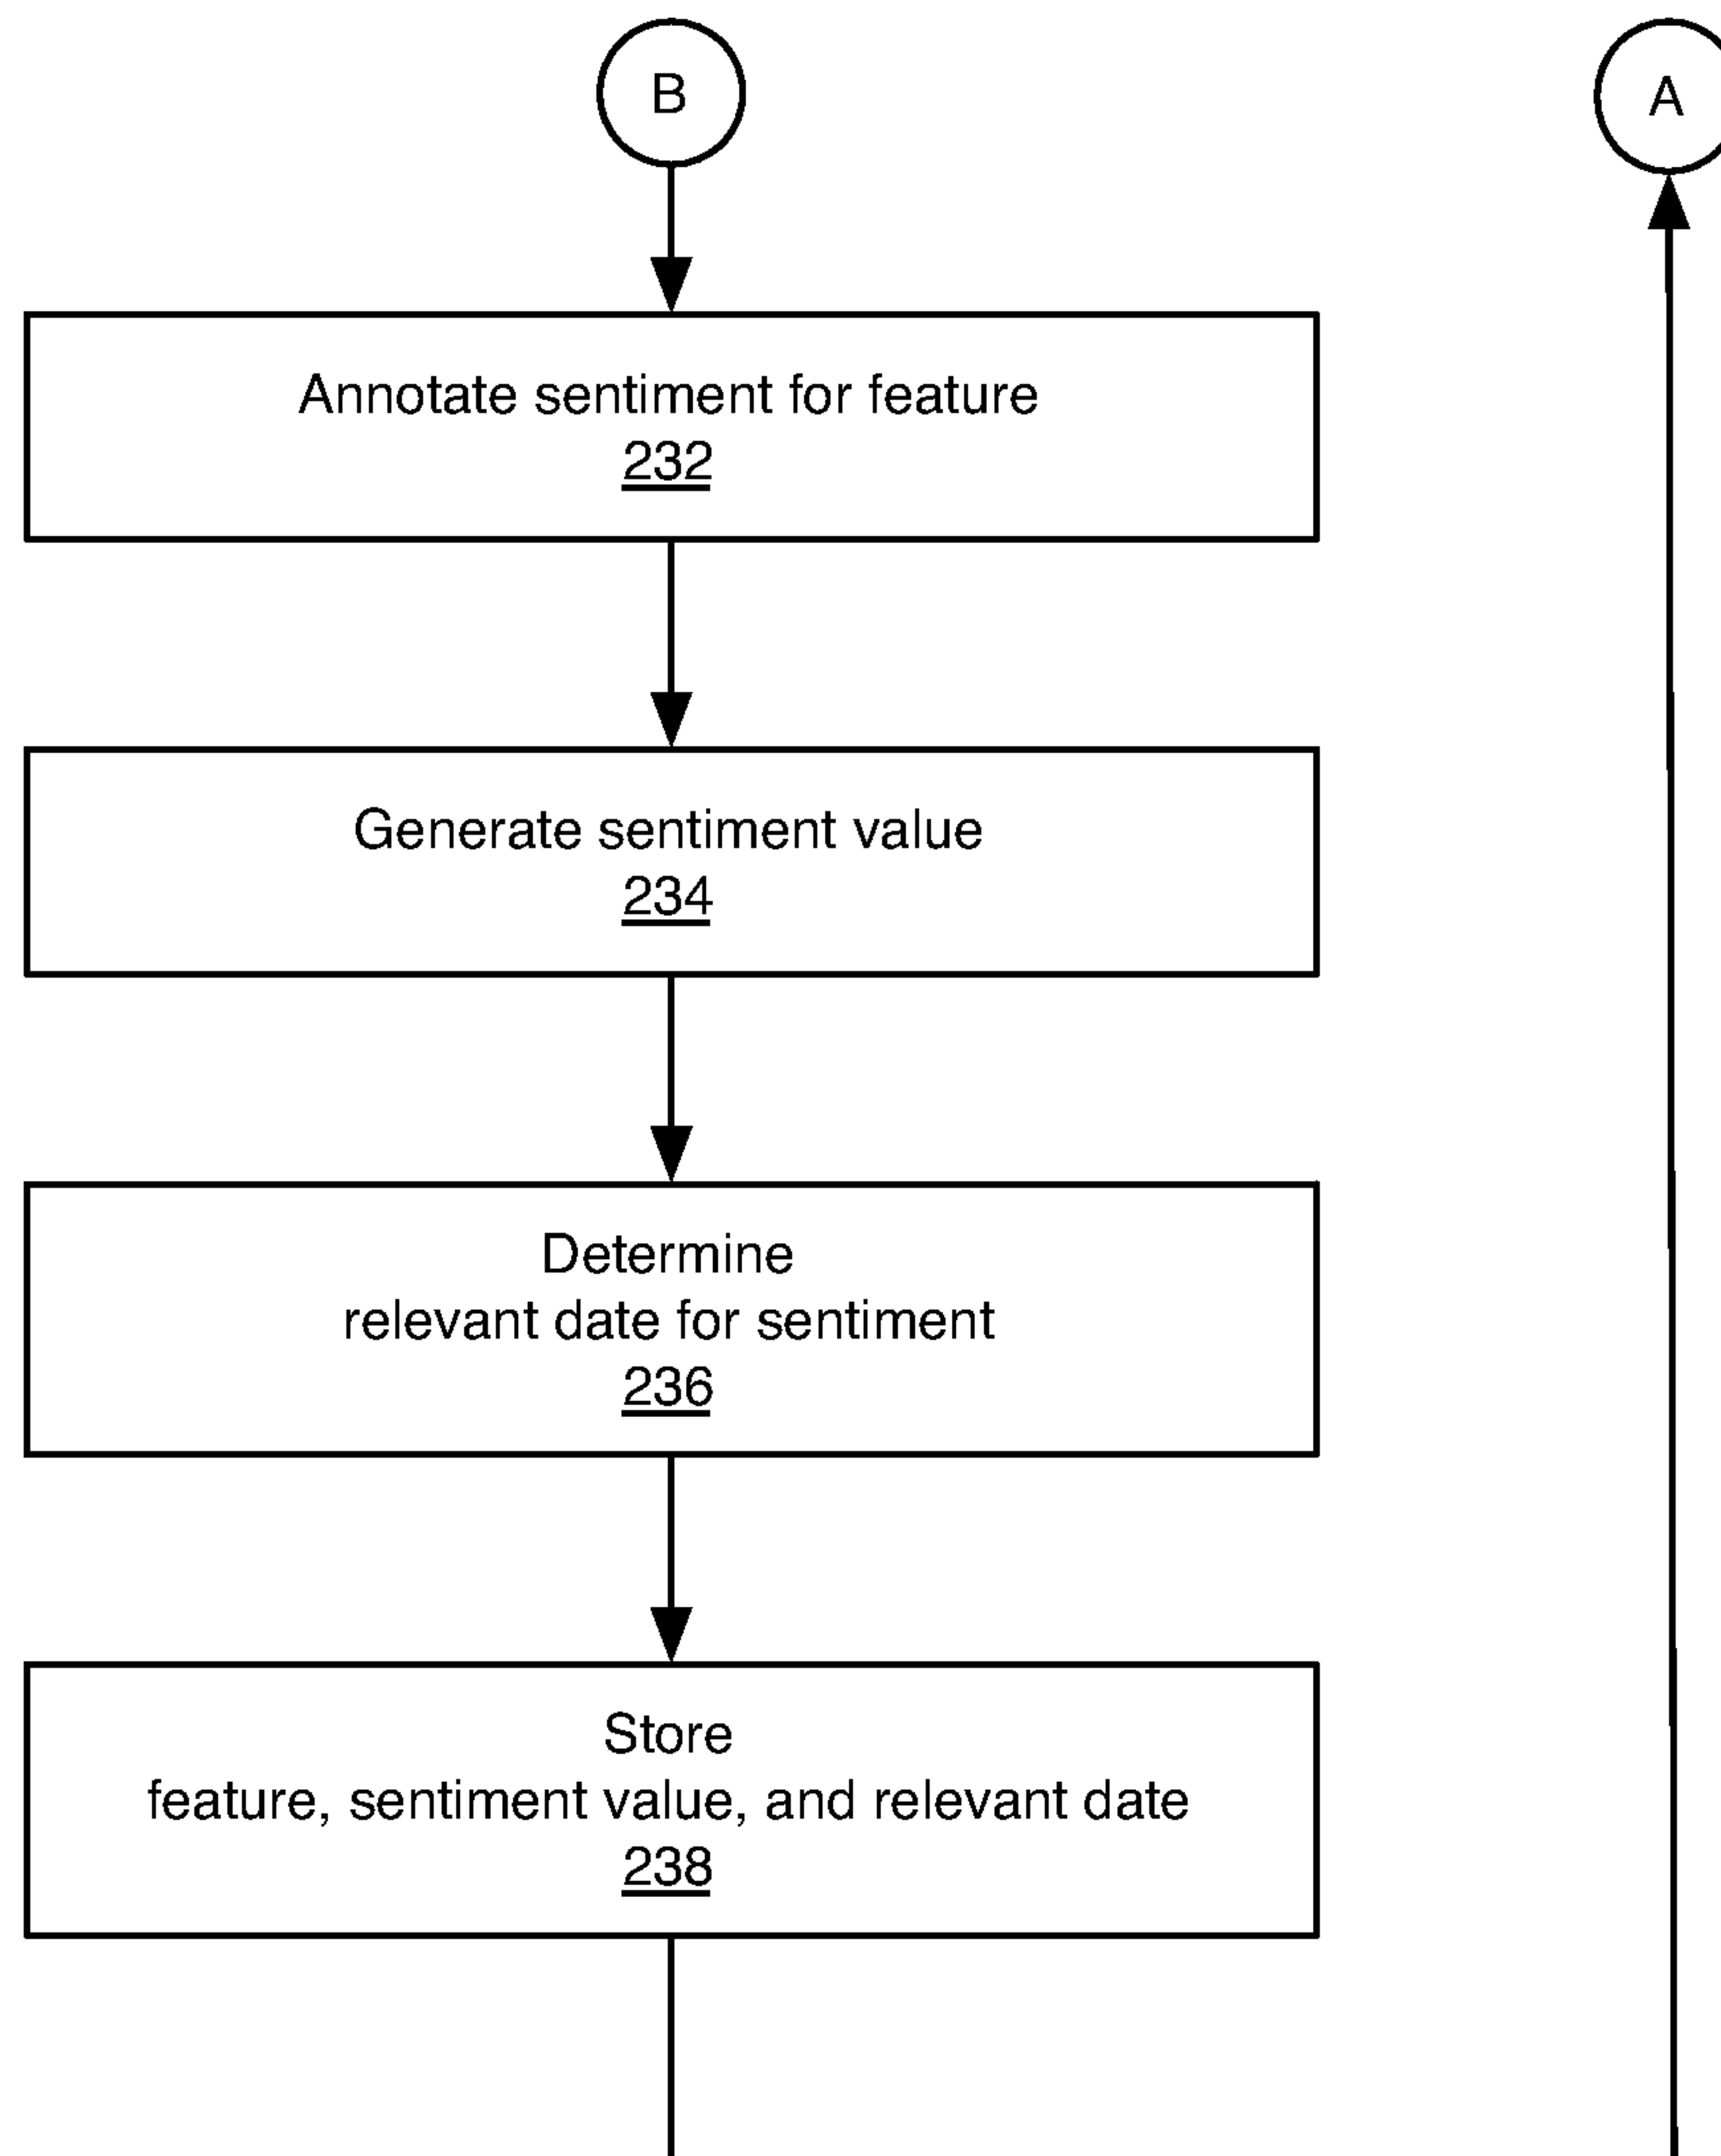 B
A
Annotate sentiment for feature
232
Generate sentiment value
234
Determine
relevant date for sentiment
236
Store
feature, sentiment value, and relevant date
238